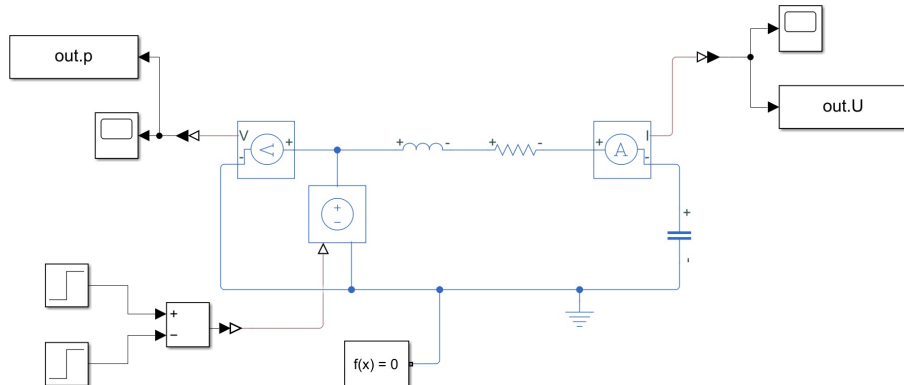 out.p
out.U
V
-
+
+
-
+
-
+
I
-
A
V
+
-
+
-
+
-
f(x) = 0